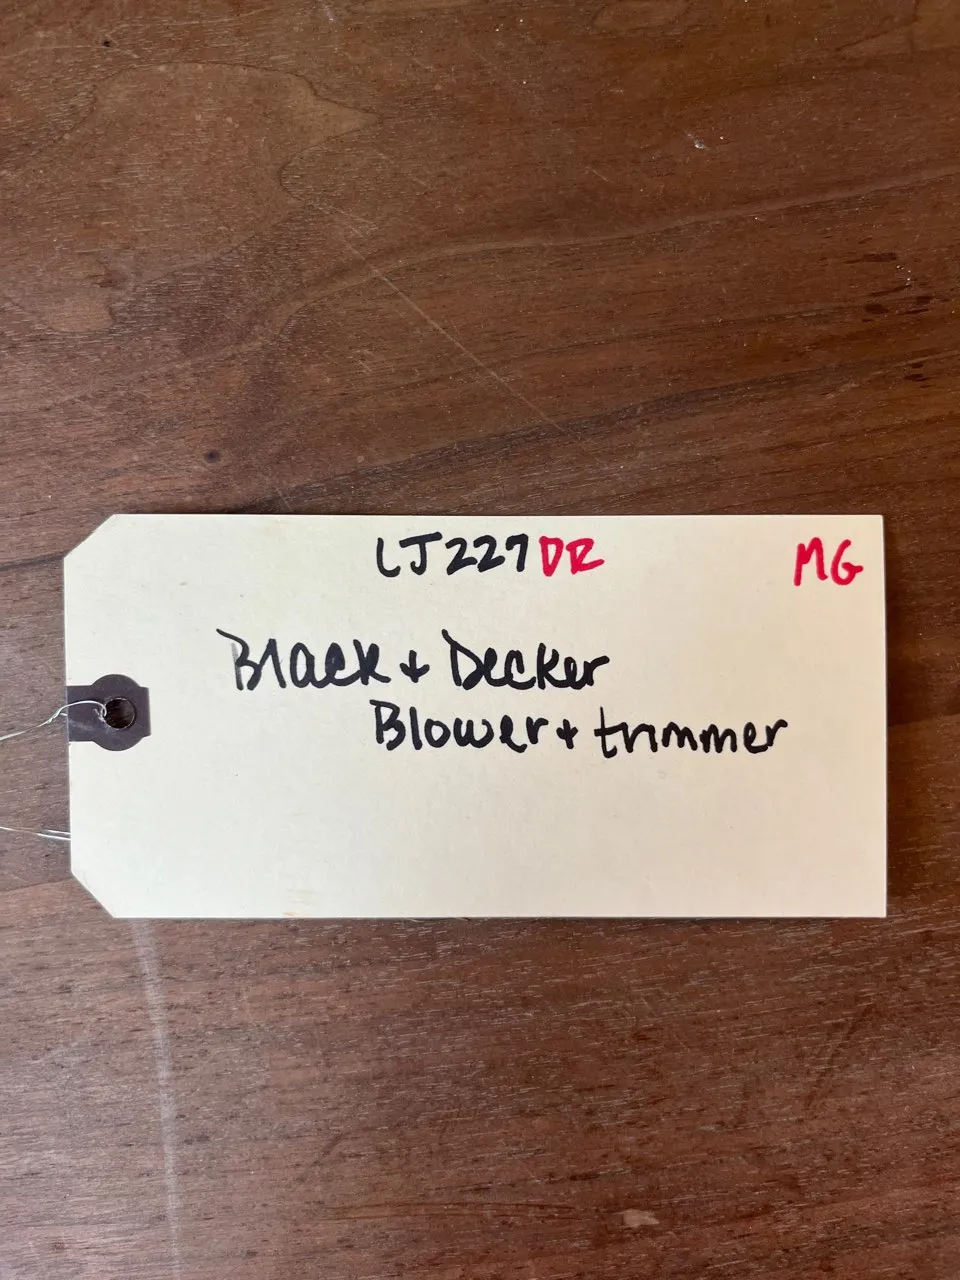 LJ227DR MG
Black + Decker
Blower + trimmer